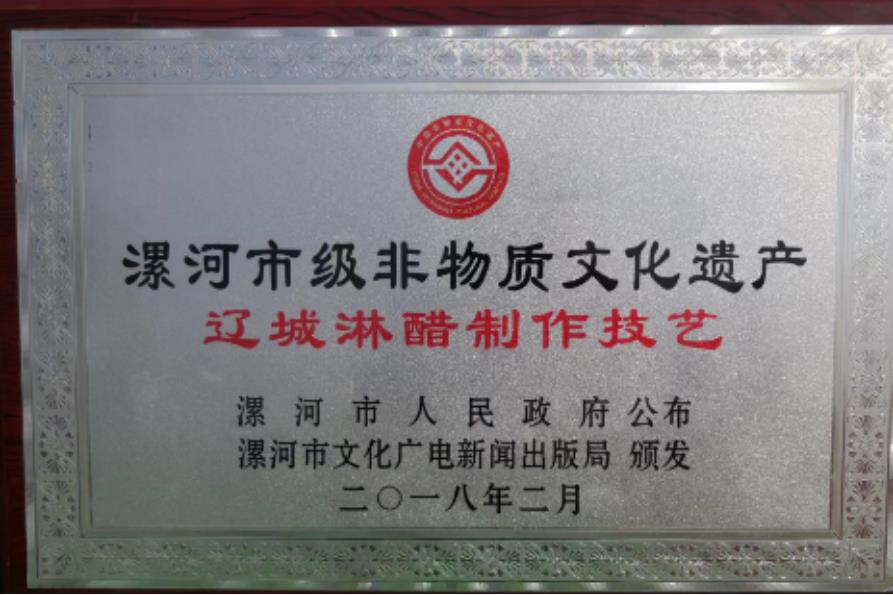 漯河市级非物质文化遗产
辽城淋醋制作技艺
漯河市人民政府公布
漯河市文化广电新闻出版局 颁发
二〇一八年二月